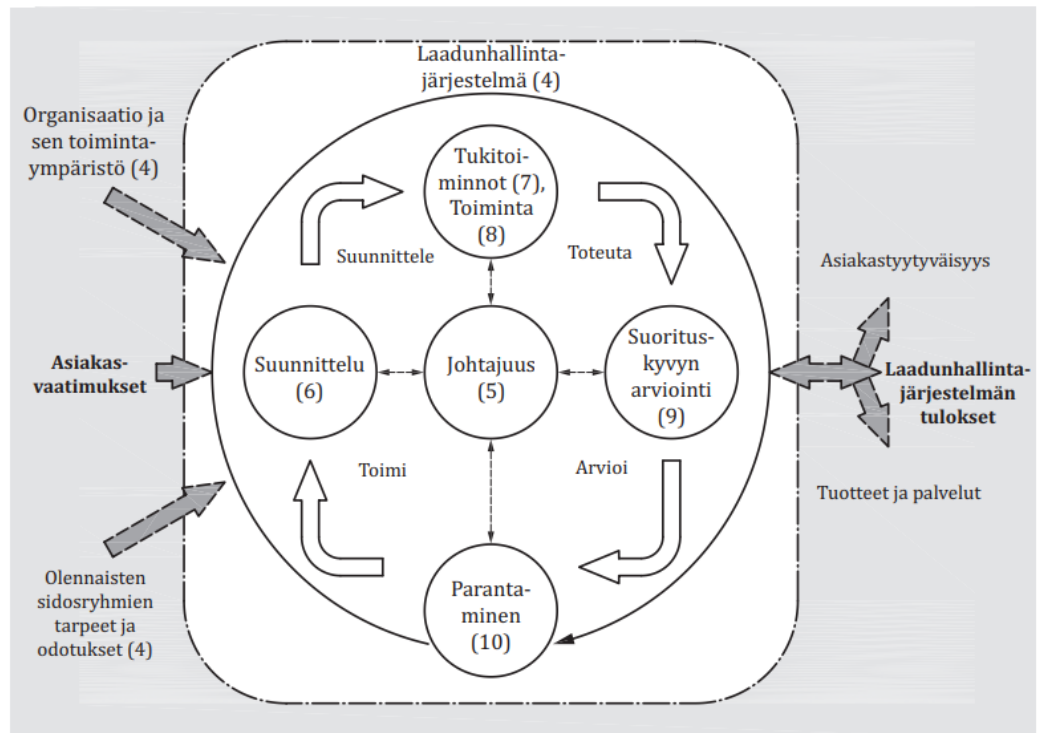 Laadunhallinta-
järjestelmä (4)
Organisaatio ja
sen toiminta-
ympäristö (4)
Tukitoi-
minnot (7),
Toiminta
(8)
Suunnittele
Toteuta
Asiakastyytyväisyys
Asiakas-
vaatimukset
Suunnittelu
(6)
Johtajuus
(5)
Suoritus-
kyvyn
arviointi
(9)
Laadunhallinta-
järjestelmän
tulokset
Toimi
Arvioi
Tuotteet ja palvelut
Olennaisten
sidosryhmien
tarpeet ja
odotukset (4)
Paranta-
minen
(10)